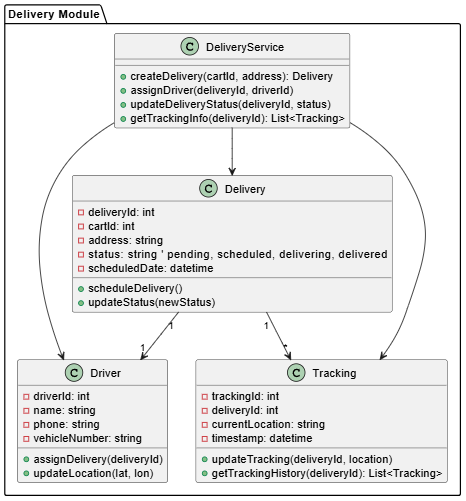 Delivery Module
C DeliveryService
createDelivery(cartId, address): Delivery
assignDriver(deliveryId, driverId)
updateDeliveryStatus(deliveryId, status)
getTrackingInfo(deliveryId): List<Tracking>
C Delivery
deliveryId: int
cartId: int
address: string
status: string ' pending, scheduled, delivering, delivered
scheduledDate: datetime
scheduleDelivery()
updateStatus(newStatus)
1 1
1 *
C Driver
driverId: int
name: string
phone: string
vehicleNumber: string
assignDelivery(deliveryId)
updateLocation(lat, lon)
C Tracking
trackingId: int
deliveryId: int
currentLocation: string
timestamp: datetime
updateTracking(deliveryId, location)
getTrackingHistory(deliveryId): List<Tracking>